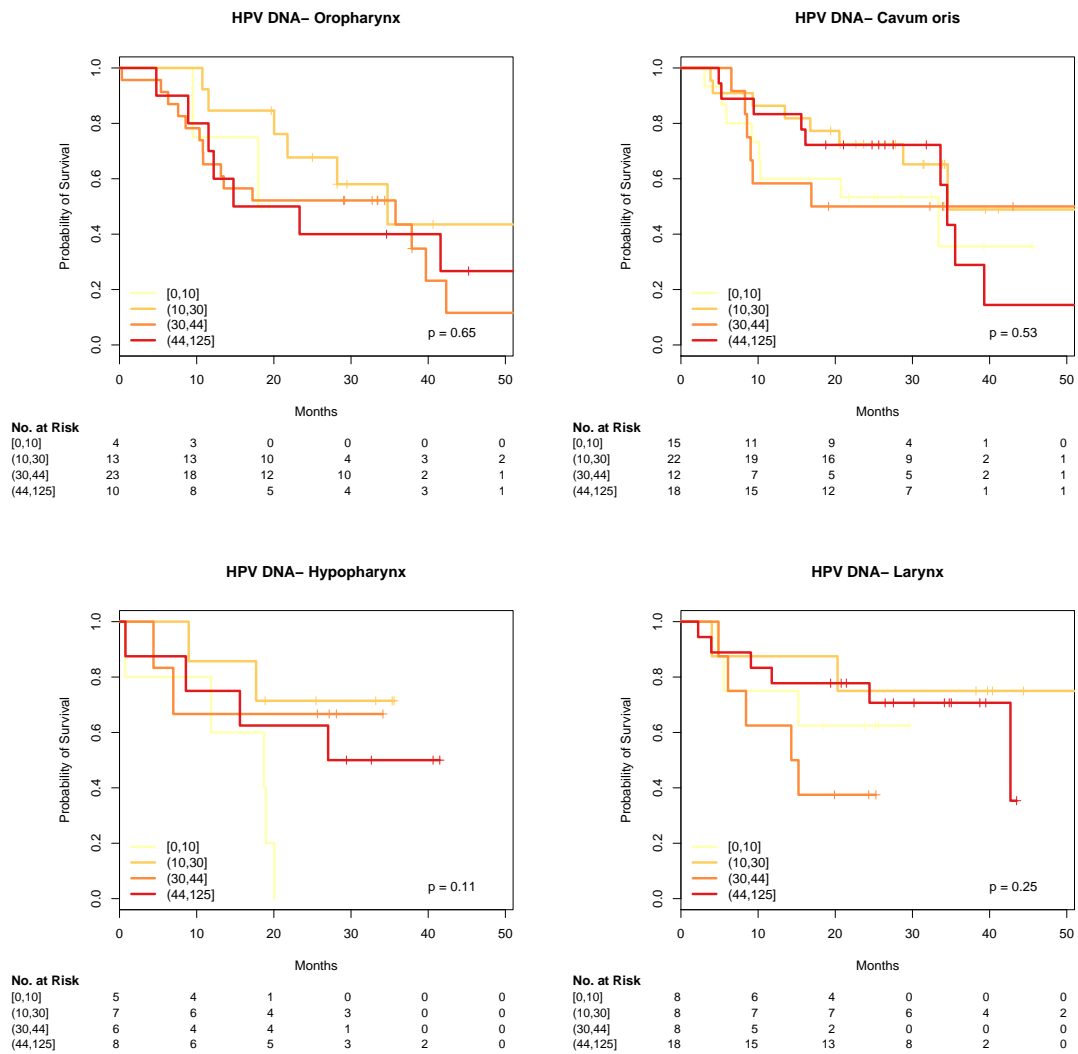 HPV DNA− Oropharynx
Probability of Survival
1.0
0.8
0.6
0.4
0.2
0.0
[0,10]
(10,30]
(30,44]
(44,125]
p = 0.65
0 10 20 30 40 50
Months
No. at Risk
[0,10] 4 3 0 0 0 0
(10,30] 13 13 10 4 3 2
(30,44] 23 18 12 10 2 1
(44,125] 10 8 5 4 3 1
HPV DNA− Cavum oris
Probability of Survival
1.0
0.8
0.6
0.4
0.2
0.0
[0,10]
(10,30]
(30,44]
(44,125]
p = 0.53
0 10 20 30 40 50
Months
No. at Risk
[0,10] 15 11 9 4 1 0
(10,30] 22 19 16 9 2 1
(30,44] 12 7 5 5 2 1
(44,125] 18 15 12 7 1 1
HPV DNA− Hypopharynx
Probability of Survival
1.0
0.8
0.6
0.4
0.2
0.0
[0,10]
(10,30]
(30,44]
(44,125]
p = 0.11
0 10 20 30 40 50
Months
No. at Risk
[0,10] 5 4 1 0 0 0
(10,30] 7 6 4 3 0 0
(30,44] 6 4 4 1 0 0
(44,125] 8 6 5 3 2 0
HPV DNA− Larynx
Probability of Survival
1.0
0.8
0.6
0.4
0.2
0.0
[0,10]
(10,30]
(30,44]
(44,125]
p = 0.25
0 10 20 30 40 50
Months
No. at Risk
[0,10] 8 6 4 0 0 0
(10,30] 8 7 7 6 4 2
(30,44] 8 5 2 0 0 0
(44,125] 18 15 13 8 2 0